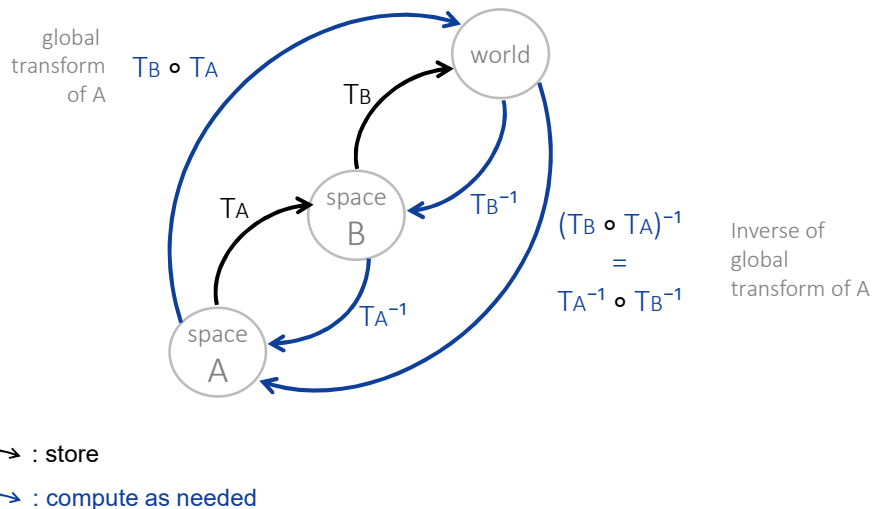 global
transform
of A
TB ∘ TA
world
TB
space
B
TA
TB⁻¹
(TB ∘ TA)⁻¹
=
TA⁻¹ ∘ TB⁻¹
Inverse of
global
transform of A
TA⁻¹
space
A
: store
: compute as needed